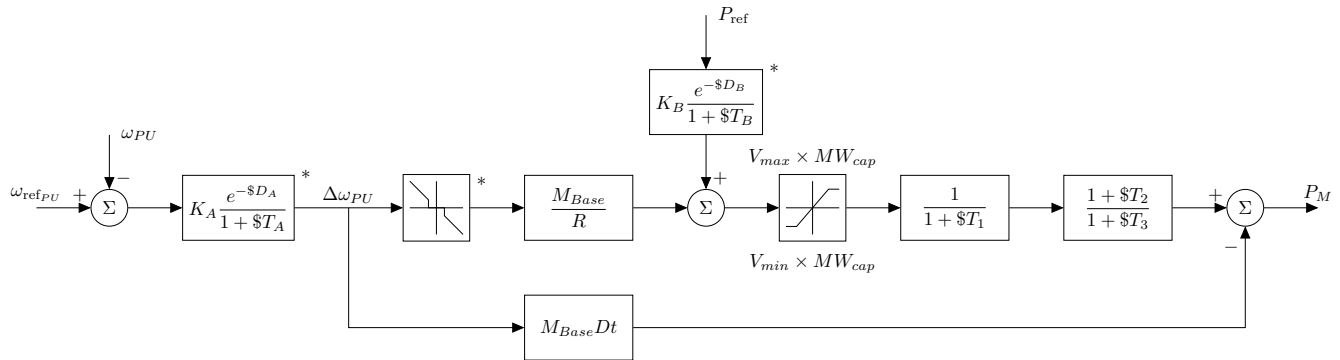 P_ref
K_B e^{-$D_B} / 1 + $T_B *
ω_PU
−
ω_ref_PU +
Σ
K_A e^{-$D_A} / 1 + $T_A *
Δω_PU
*
M_Base / R
+
Σ
V_max × MW_cap
V_min × MW_cap
1 / 1 + $T_1
1 + $T_2 / 1 + $T_3
+
Σ
−
P_M
M_Base Dt